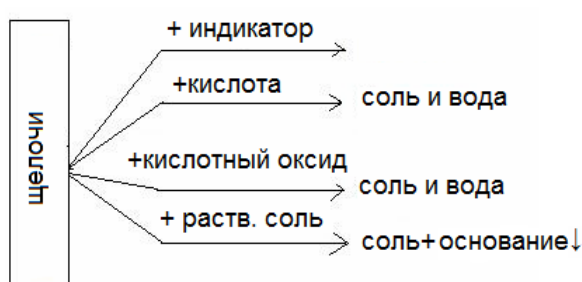 щелочи
+ индикатор
+кислота
соль и вода
+кислотный оксид
соль и вода
+ раств. соль
соль+основание↓